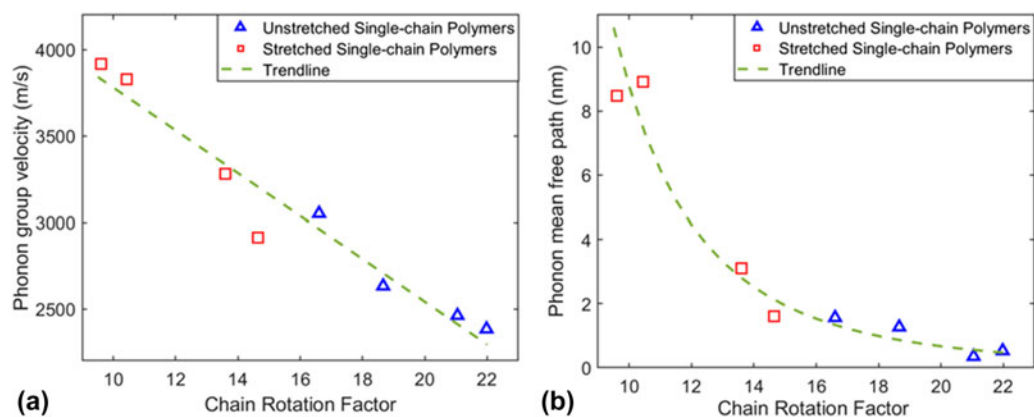 Unstretched Single-chain Polymers
Stretched Single-chain Polymers
Trendline
4000
3500
3000
2500
Phonon group velocity (m/s)
10 12 14 16 18 20 22
Chain Rotation Factor
(a)
Unstretched Single-chain Polymers
Stretched Single-chain Polymers
Trendline
10
8
6
4
2
0
Phonon mean free path (nm)
10 12 14 16 18 20 22
Chain Rotation Factor
(b)